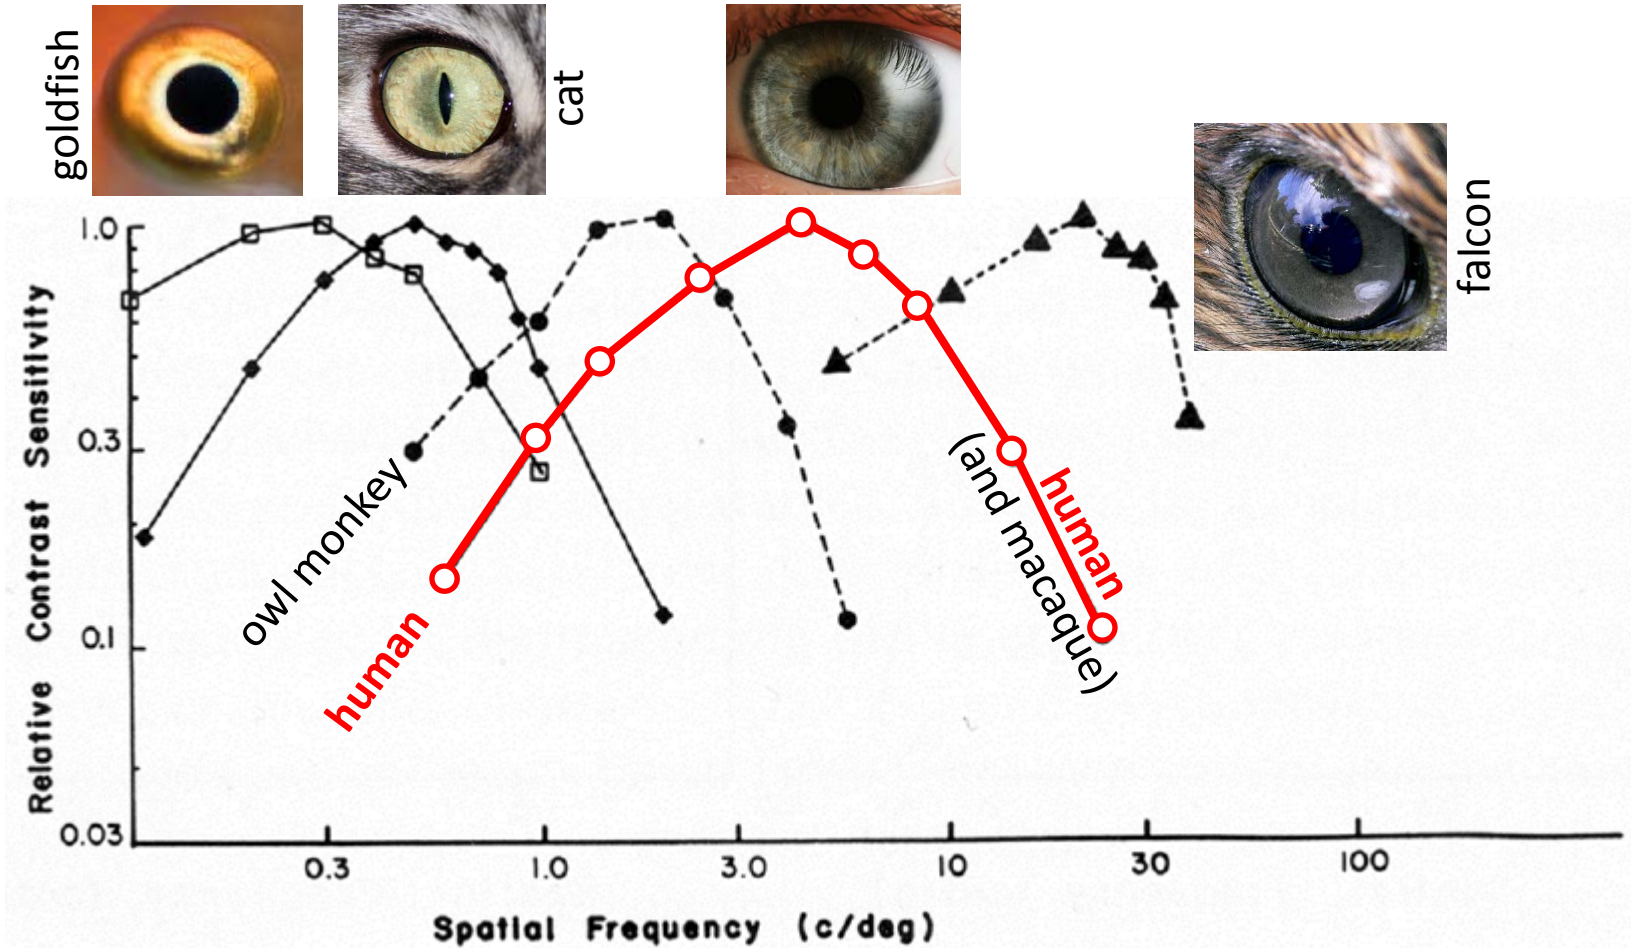 goldfish
cat
falcon
1.0
0.3
0.1
0.03
Relative Contrast Sensitivity
owl monkey
human
human
(and macaque)
0.3
1.0
3.0
10
30
100
Spatial Frequency (c/deg)